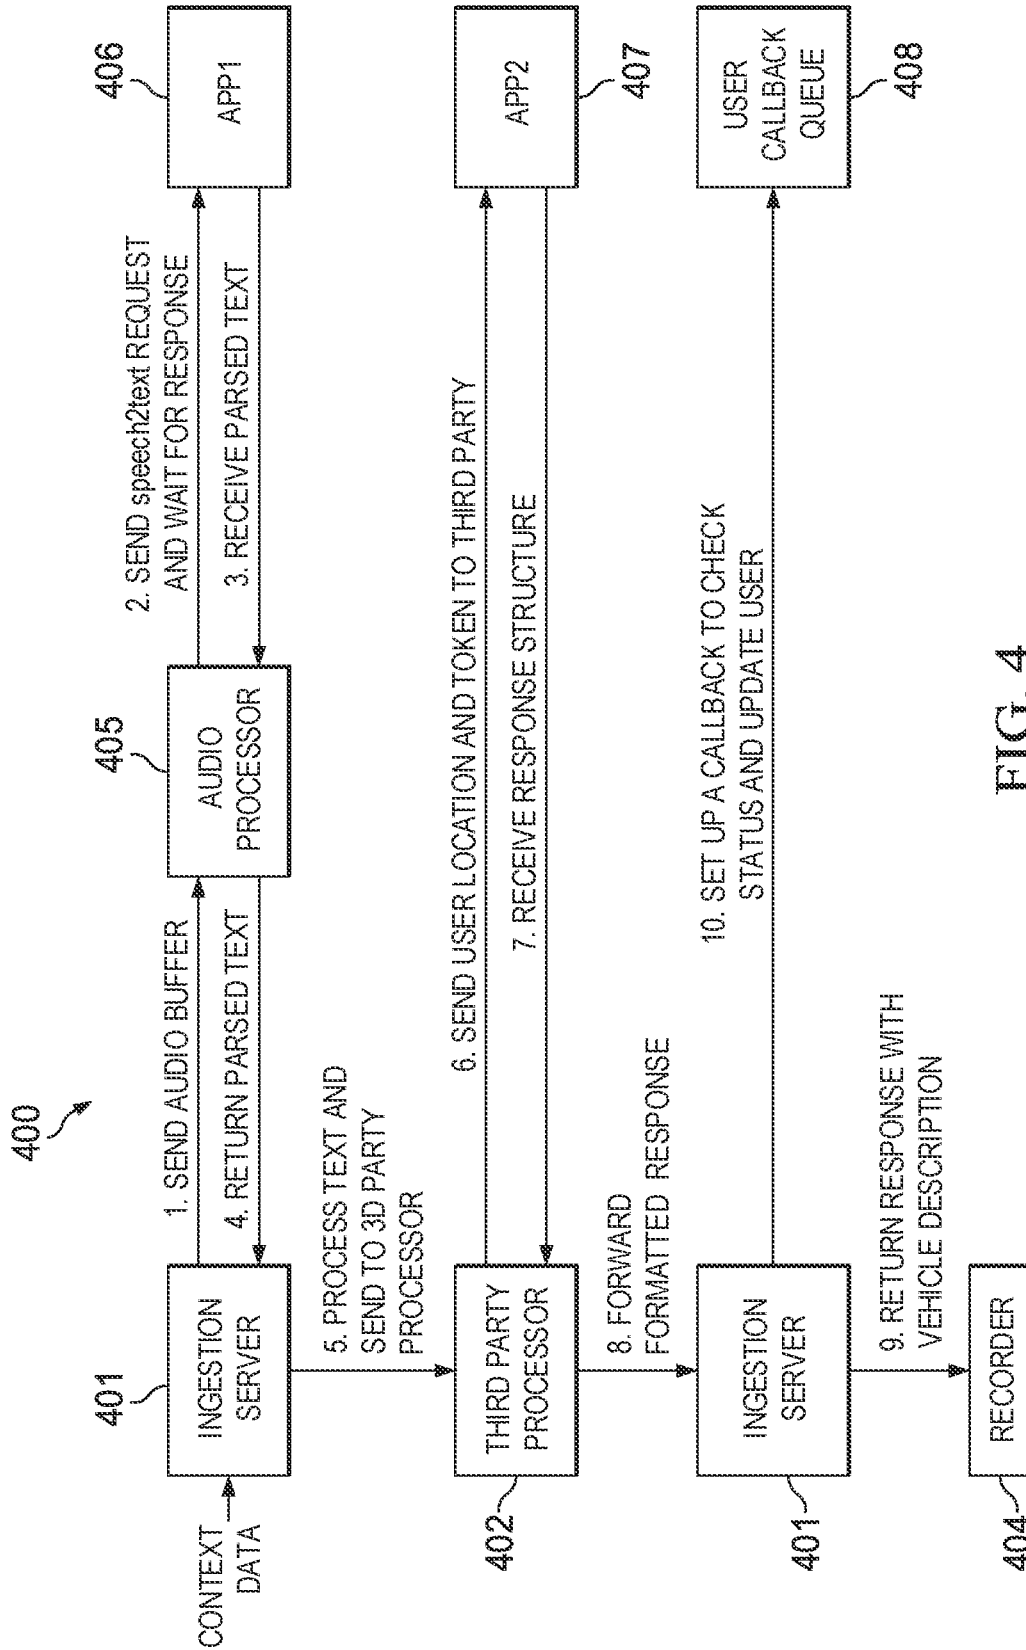 400
CONTEXT
DATA
401
INGESTION
SERVER
1. SEND AUDIO BUFFER
4. RETURN PARSED TEXT
405
AUDIO
PROCESSOR
2. SEND speech2text REQUEST
AND WAIT FOR RESPONSE
3. RECEIVE PARSED TEXT
406
APP1
5. PROCESS TEXT AND
SEND TO 3D PARTY
PROCESSOR
402
THIRD PARTY
PROCESSOR
6. SEND USER LOCATION AND TOKEN TO THIRD PARTY
7. RECEIVE RESPONSE STRUCTURE
APP2
407
8. FORWARD
FORMATTED RESPONSE
401
INGESTION
SERVER
10. SET UP A CALLBACK TO CHECK
STATUS AND UPDATE USER
USER
CALLBACK
QUEUE
408
9. RETURN RESPONSE WITH
VEHICLE DESCRIPTION
404
RECORDER
FIG. 4